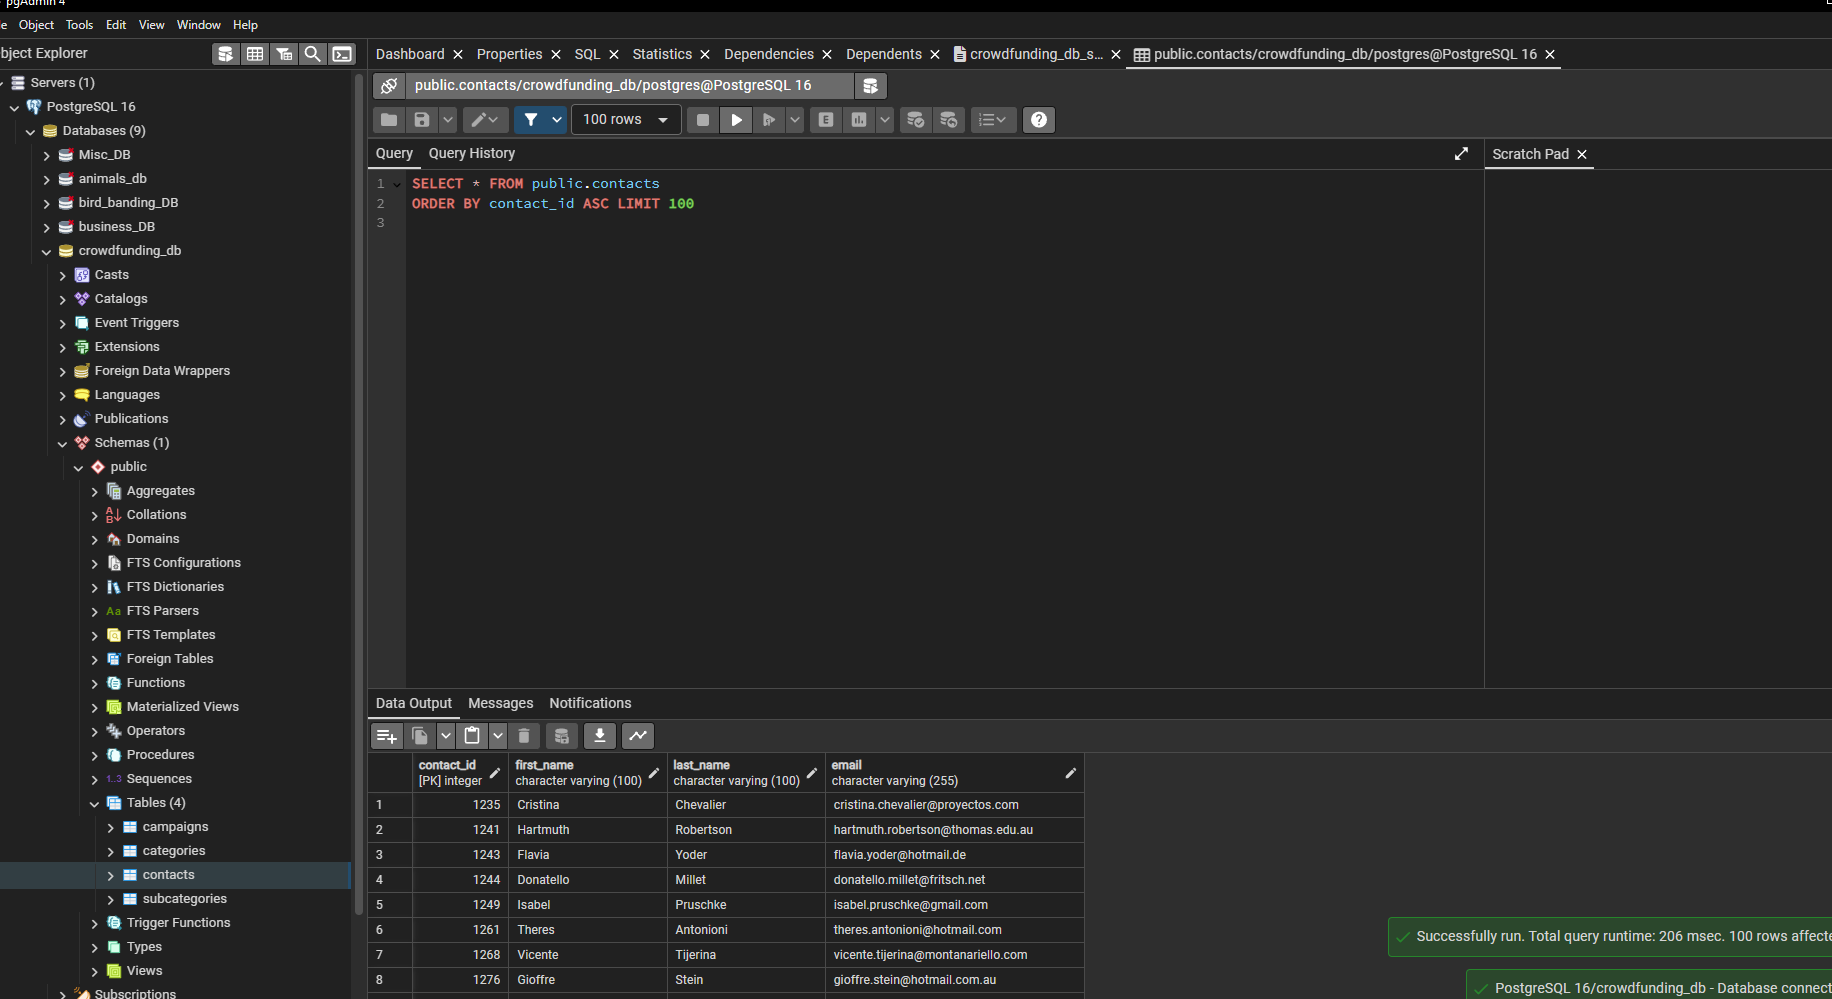 pgAdmin 4
Object Tools Edit View Window Help
bject Explorer
Dashboard Properties SQL Statistics Dependencies Dependents crowdfunding_db_s... public.contacts/crowdfunding_db/postgres@PostgreSQL 16
public.contacts/crowdfunding_db/postgres@PostgreSQL 16
100 rows
E
?
Servers (1)
PostgreSQL 16
Databases (9)
Misc_DB
animals_db
bird_banding_DB
business_DB
crowdfunding_db
Casts
Catalogs
Event Triggers
Extensions
Foreign Data Wrappers
Languages
Publications
Schemas (1)
public
Aggregates
Collations
Domains
FTS Configurations
FTS Dictionaries
Aa FTS Parsers
FTS Templates
Foreign Tables
Functions
Materialized Views
Operators
Procedures
1..3 Sequences
Tables (4)
campaigns
categories
contacts
subcategories
Trigger Functions
Types
Views
Subscriptions
Query Query History
Scratch Pad
1 SELECT * FROM public.contacts
2 ORDER BY contact_id ASC LIMIT 100
3
Data Output Messages Notifications
contact_id first_name last_name email
[PK] integer character varying (100) character varying (100) character varying (255)
1 1235 Cristina Chevalier cristina.chevalier@proyectos.com
2 1241 Hartmuth Robertson hartmuth.robertson@thomas.edu.au
3 1243 Flavia Yoder flavia.yoder@hotmail.de
4 1244 Donatello Millet donatello.millet@fritsch.net
5 1249 Isabel Pruschke isabel.pruschke@gmail.com
6 1261 Theres Antonioni theres.antonioni@hotmail.com
7 1268 Vicente Tijerina vicente.tijerina@montanariello.com
8 1276 Gioffre Stein gioffre.stein@hotmail.com.au
Successfully run. Total query runtime: 206 msec. 100 rows affecte
PostgreSQL 16/crowdfunding_db - Database connect